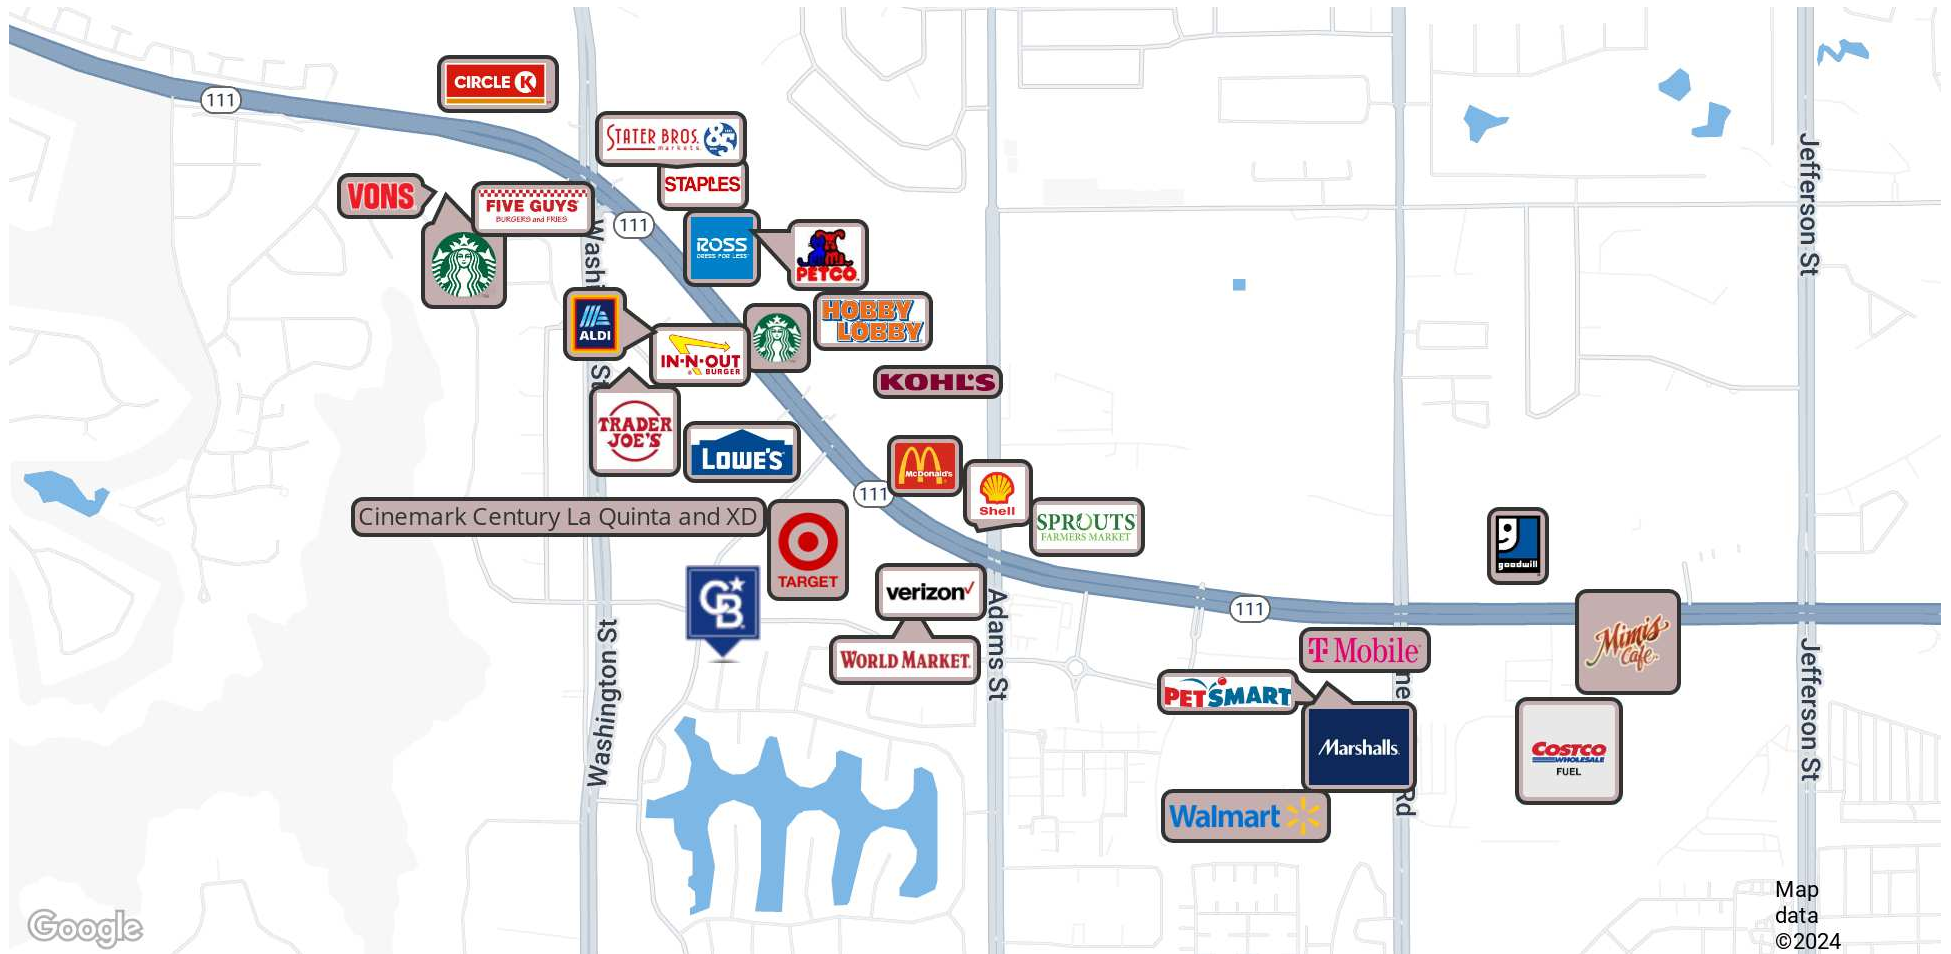 CIRCLE K
111
STATER BROS.
markets
STAPLES
VONS
FIVE GUYS
BURGERS and FRIES
111
ROSS
DRESS FOR LESS
PETCO
Jefferson St
ALDI
IN-N-OUT
BURGER
HOBBY
LOBBY
KOHL'S
TRADER
JOE'S
LOWE'S
McDonald's
111
Shell
SPROUTS
FARMERS MARKET
Cinemark Century La Quinta and XD
TARGET
goodwill
CB
verizon
Adams St
111
WORLD MARKET
T Mobile
Mimi's
Cafe
Washington St
PETSMART
Marshalls
Jefferson St
COSTCO
WHOLESALE
FUEL
Walmart
Rd
Google
Map
data
©2024